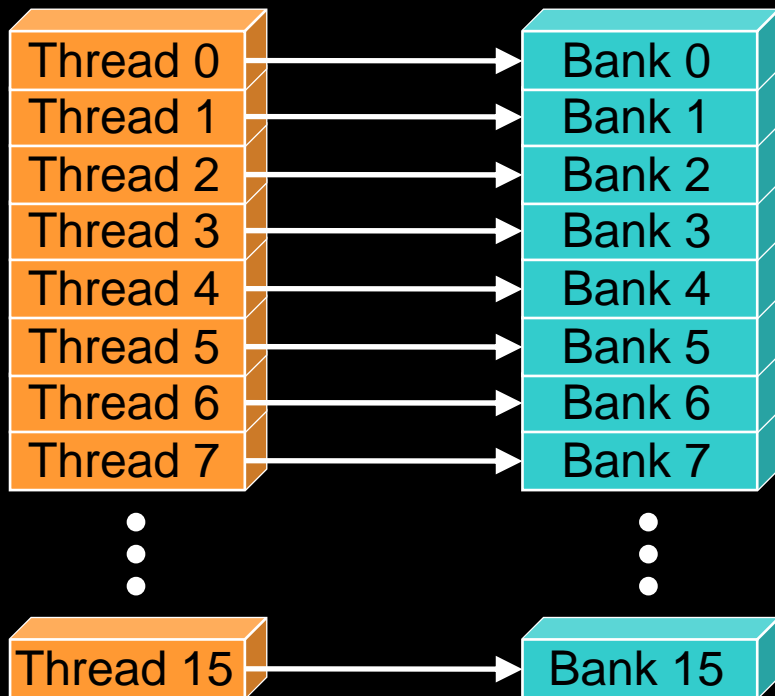 Thread 0
Thread 1
Thread 2
Thread 3
Thread 4
Thread 5
Thread 6
Thread 7
Thread 15
Bank 0
Bank 1
Bank 2
Bank 3
Bank 4
Bank 5
Bank 6
Bank 7
Bank 15